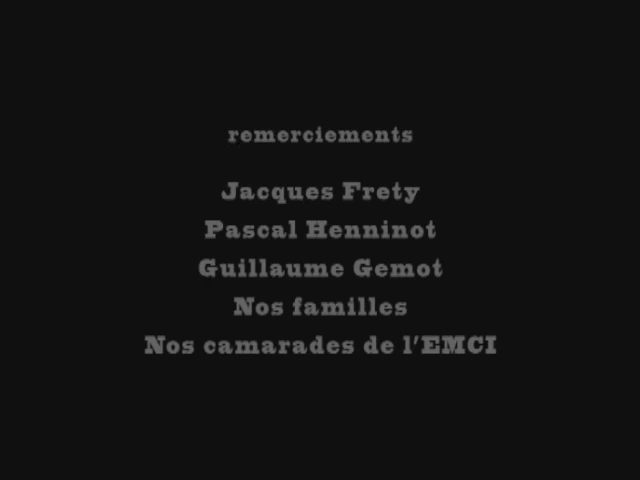 remerciements
Jacques Frety
Pascal Henninot
Guillaume Gemot
Nos familles
Nos camarades de l'EMCI